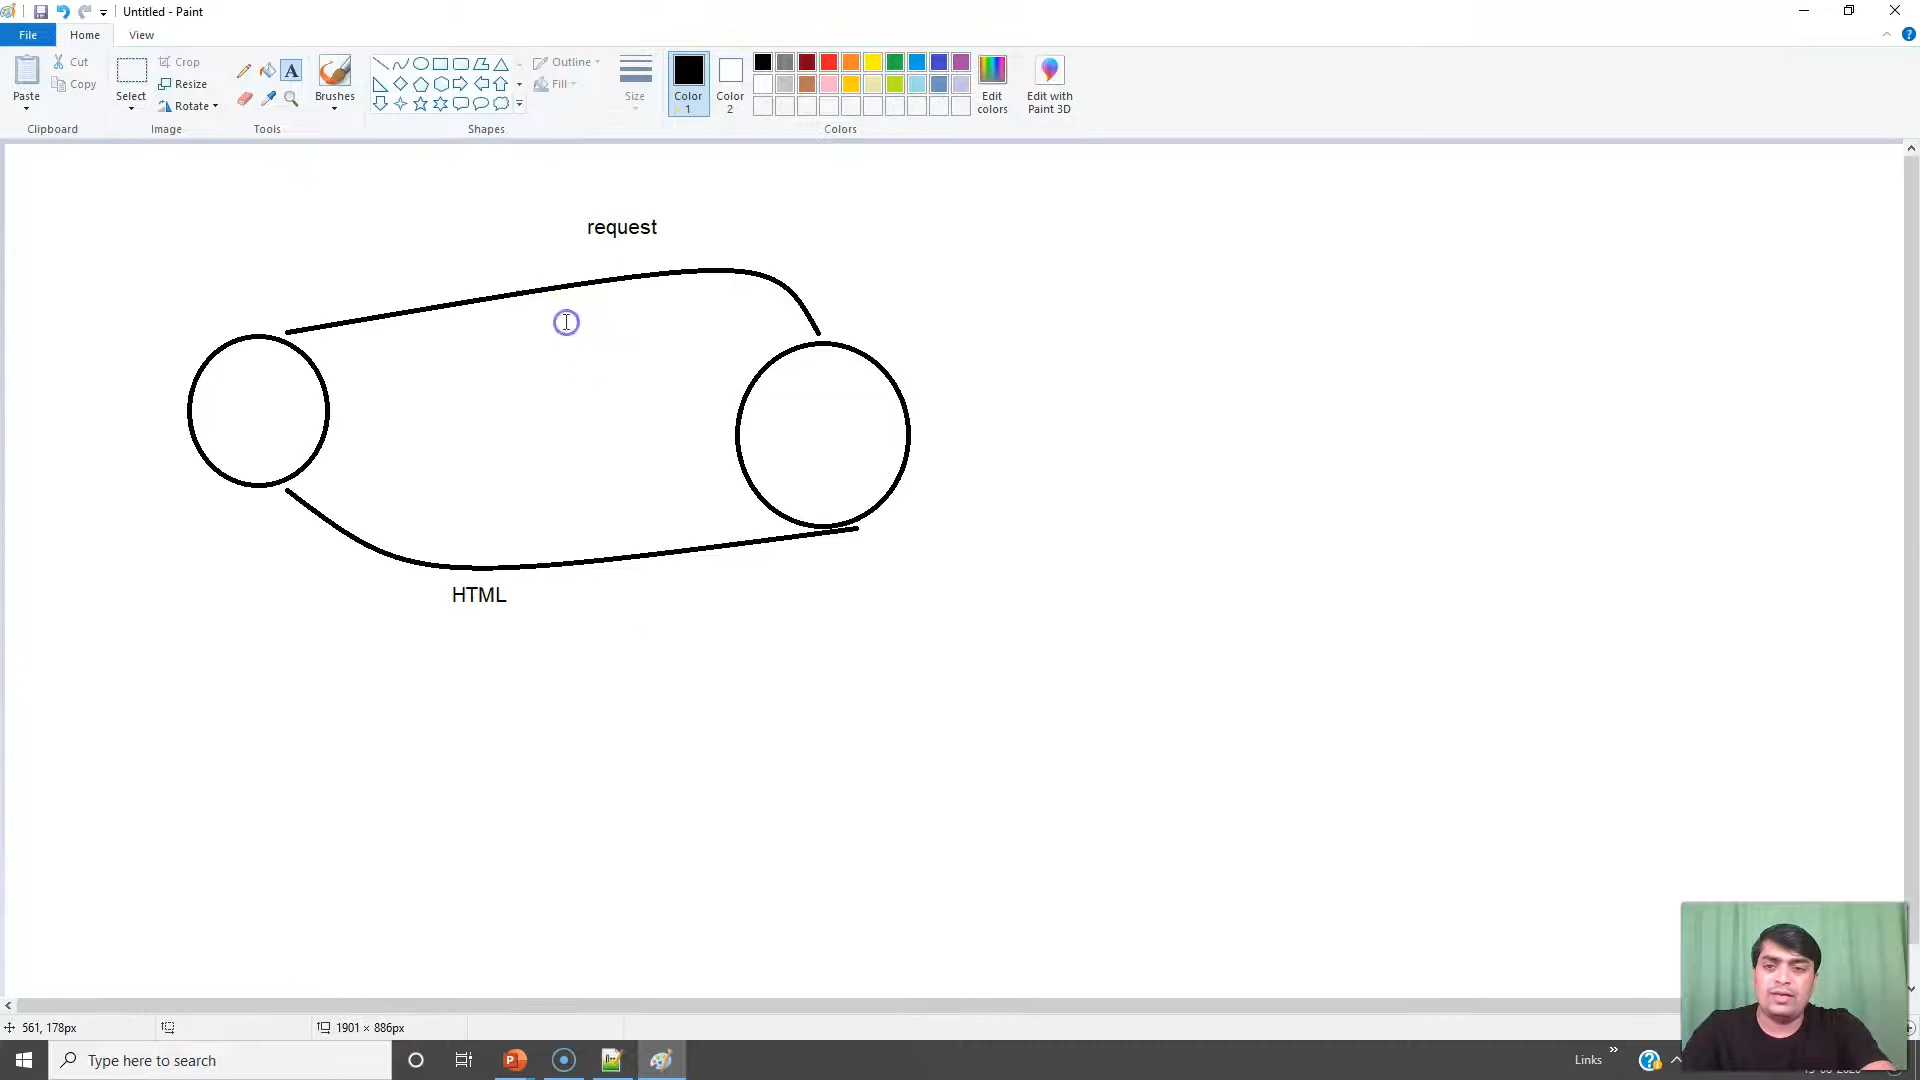 Untitled - Paint
File
Home
View
Paste
Cut
Copy
Clipboard
Select
Crop
Resize
Rotate
Image
A
Tools
Brushes
Shapes
Outline
Fill
Size
Color
1
Color
2
Colors
Edit
colors
Edit with
Paint 3D
request
HTML
561, 178px
1901 × 886px
Type here to search
Links